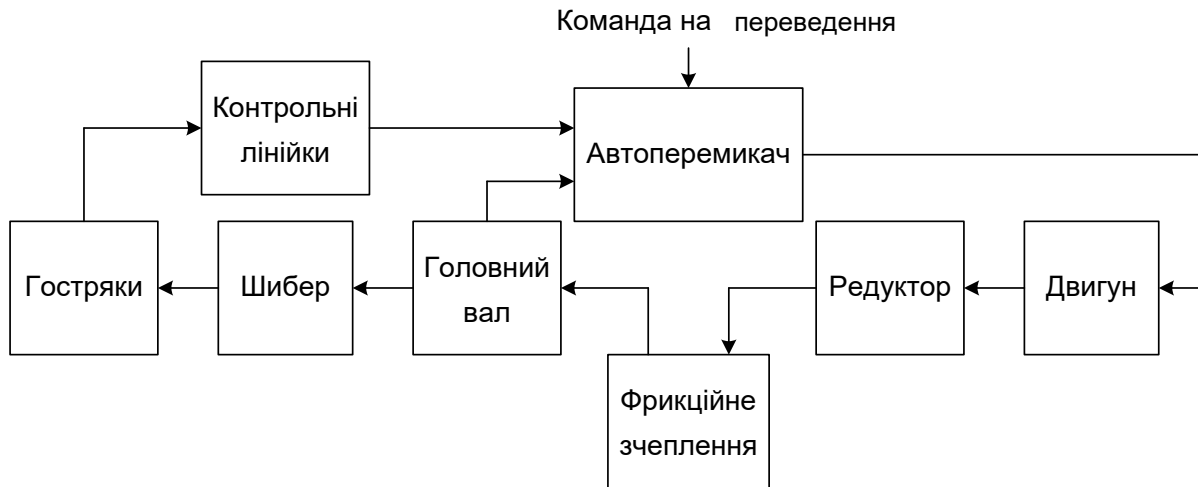 Команда на переведення
Контрольні
лінійки
Автоперемикач
Гостряки
Шибер
Головний
вал
Редуктор
Двигун
Фрикційне
зчеплення